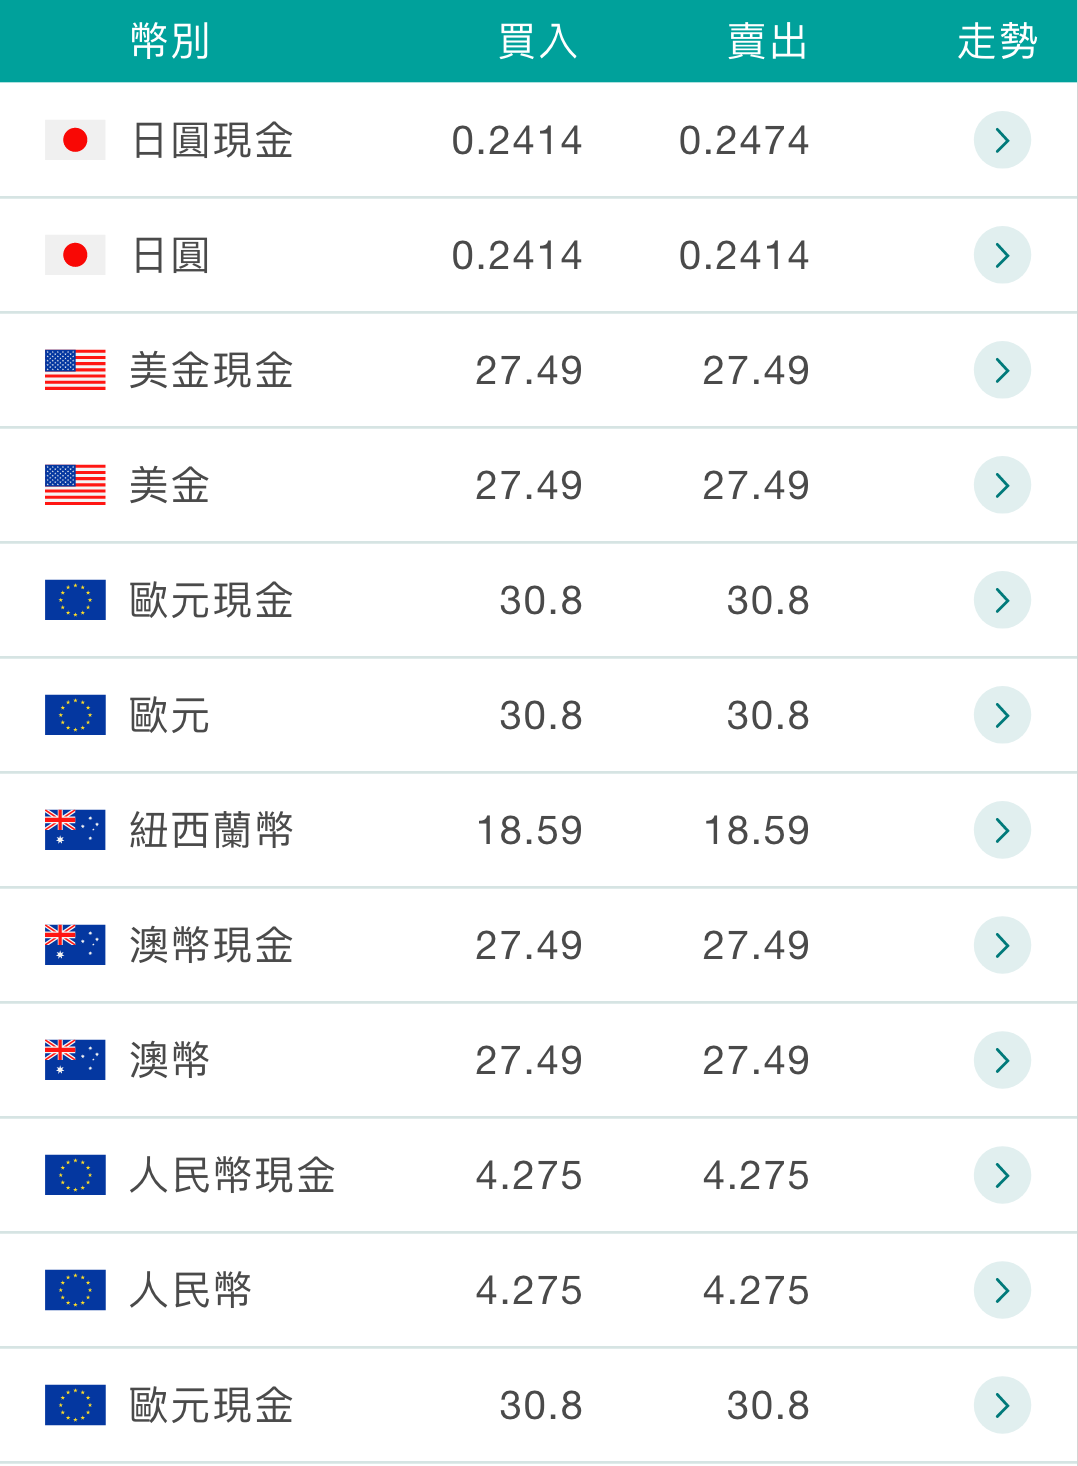 幣別 買入 賣出 走勢
日圓現金 0.2414 0.2474
日圓 0.2414 0.2414
美金現金 27.49 27.49
美金 27.49 27.49
歐元現金 30.8 30.8
歐元 30.8 30.8
紐西蘭幣 18.59 18.59
澳幣現金 27.49 27.49
澳幣 27.49 27.49
人民幣現金 4.275 4.275
人民幣 4.275 4.275
歐元現金 30.8 30.8